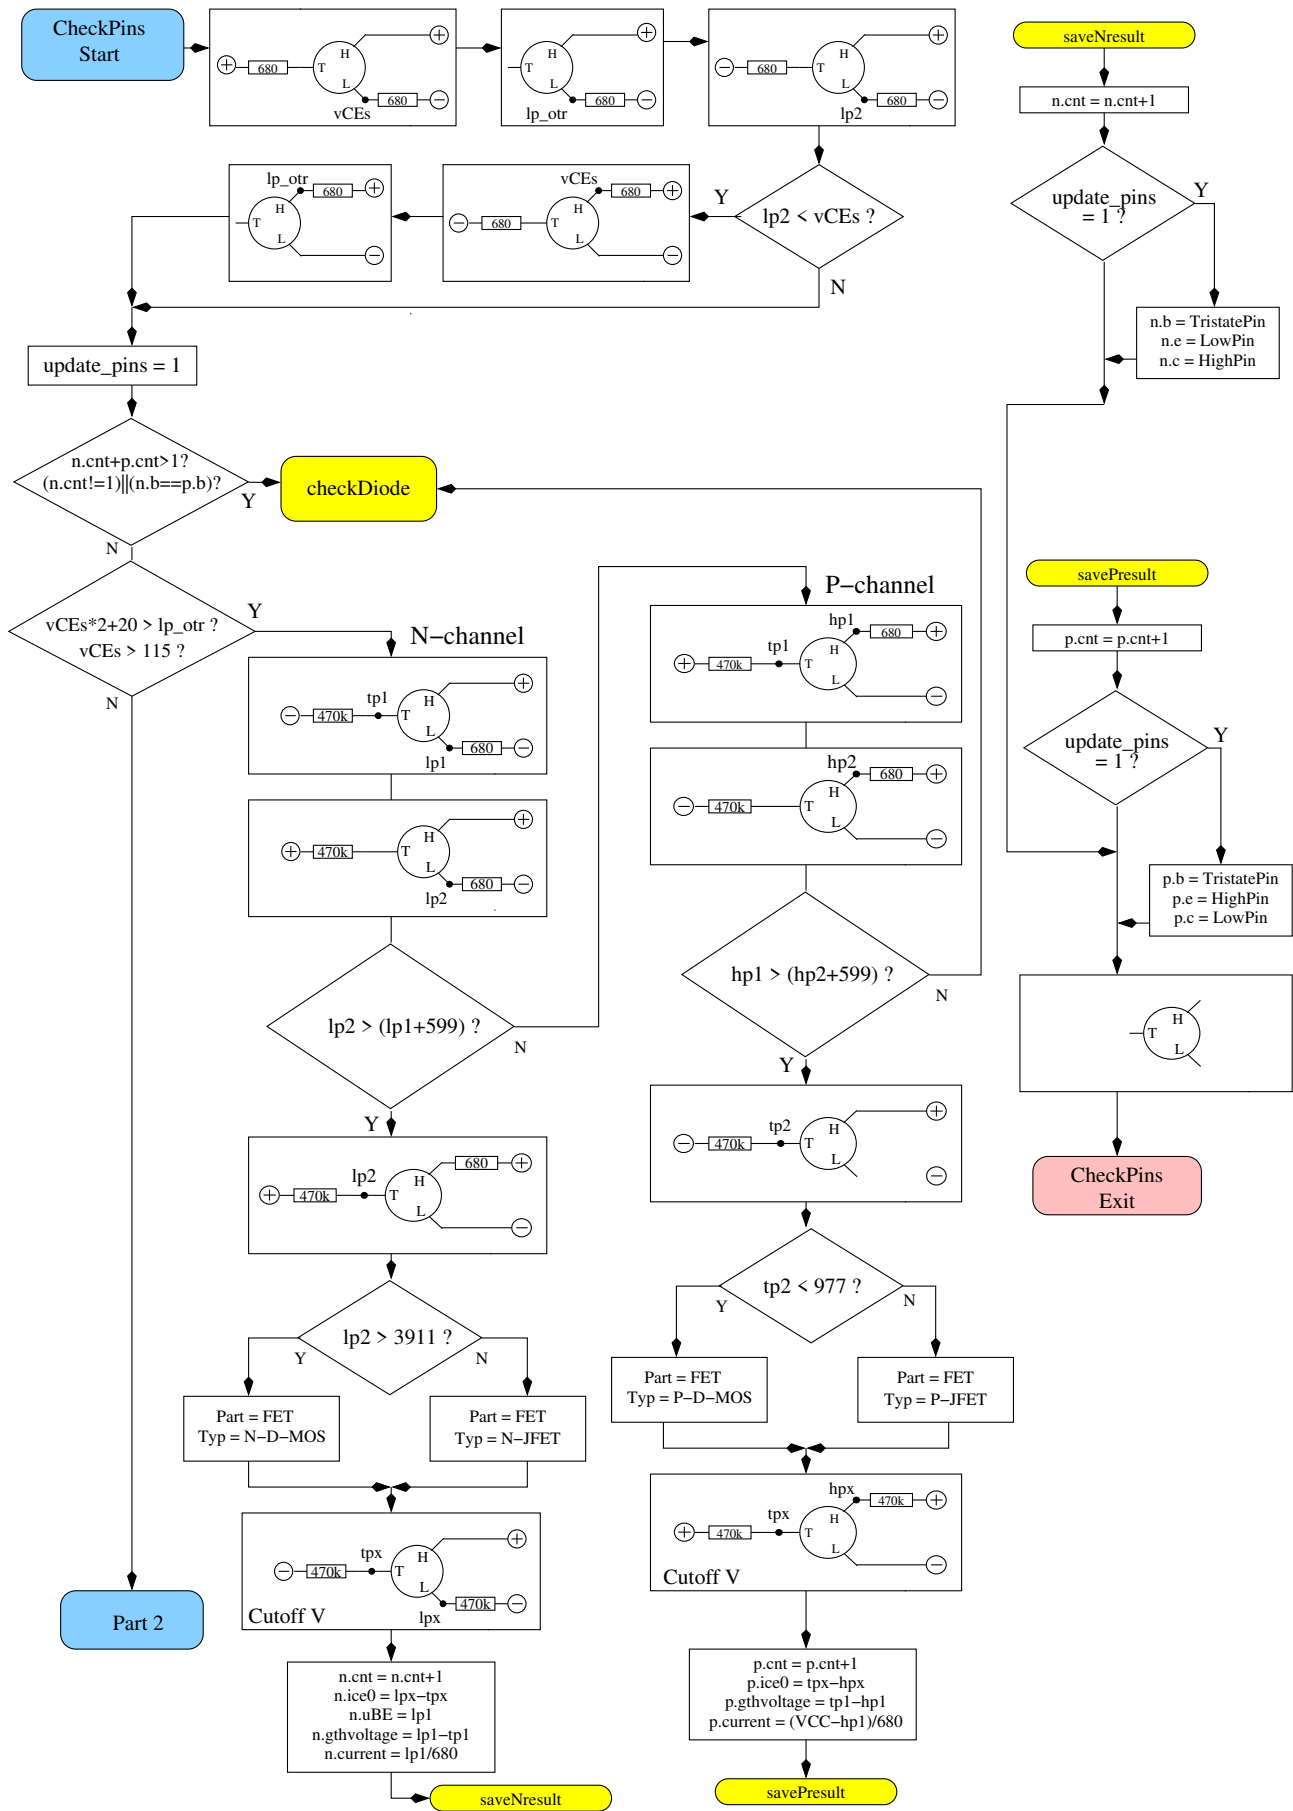 CheckPins
Start
+
680
T
H
L
680
+
−
vCEs
T
H
L
lp_otr
680
+
−
−
680
T
H
L
680
+
−
lp2
lp2 < vCEs ?
Y
N
vCEs
−
680
T
H
L
680
+
−
lp_otr
T
H
L
680
+
−
update_pins = 1
n.cnt+p.cnt>1?
(n.cnt!=1)||(n.b==p.b)?
Y
N
checkDiode
vCEs*2+20 > lp_otr ?
vCEs > 115 ?
Y
N
Part 2
N−channel
tp1
−
470k
T
H
L
680
+
−
lp1
+
470k
T
H
L
680
+
−
lp2
lp2 > (lp1+599) ?
N
Y
lp2
+
470k
T
H
L
680
+
−
lp2 > 3911 ?
Y
N
Part = FET
Typ = N−D−MOS
Part = FET
Typ = N−JFET
tpx
−
470k
T
H
L
470k
+
−
lpx
Cutoff V
n.cnt = n.cnt+1
n.ice0 = lpx−tpx
n.uBE = lp1
n.gthvoltage = lp1−tp1
n.current = lp1/680
saveNresult
P−channel
hp1
680
+
tp1
+
470k
T
H
L
−
hp2
680
+
−
470k
T
H
L
−
hp1 > (hp2+599) ?
N
Y
tp2
−
470k
T
H
L
+
−
tp2 < 977 ?
Y
N
Part = FET
Typ = P−D−MOS
Part = FET
Typ = P−JFET
hpx
470k
+
tpx
+
470k
T
H
L
−
Cutoff V
p.cnt = p.cnt+1
p.ice0 = tpx−hpx
p.gthvoltage = tp1−hp1
p.current = (VCC−hp1)/680
savePresult
saveNresult
n.cnt = n.cnt+1
update_pins
= 1 ?
Y
n.b = TristatePin
n.e = LowPin
n.c = HighPin
savePresult
p.cnt = p.cnt+1
update_pins
= 1 ?
Y
p.b = TristatePin
p.e = HighPin
p.c = LowPin
T
H
L
CheckPins
Exit